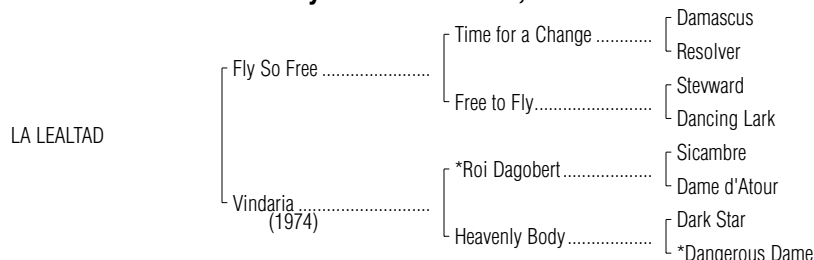 Damascus
Time for a Change ............
Resolver
Fly So Free .......................
Stevward
Free to Fly.........................
Dancing Lark
LA LEALTAD
Sicambre
*Roi Dagobert...................
Dame d'Atour
Vindaria ............................
(1974)
Dark Star
Heavenly Body..................
*Dangerous Dame